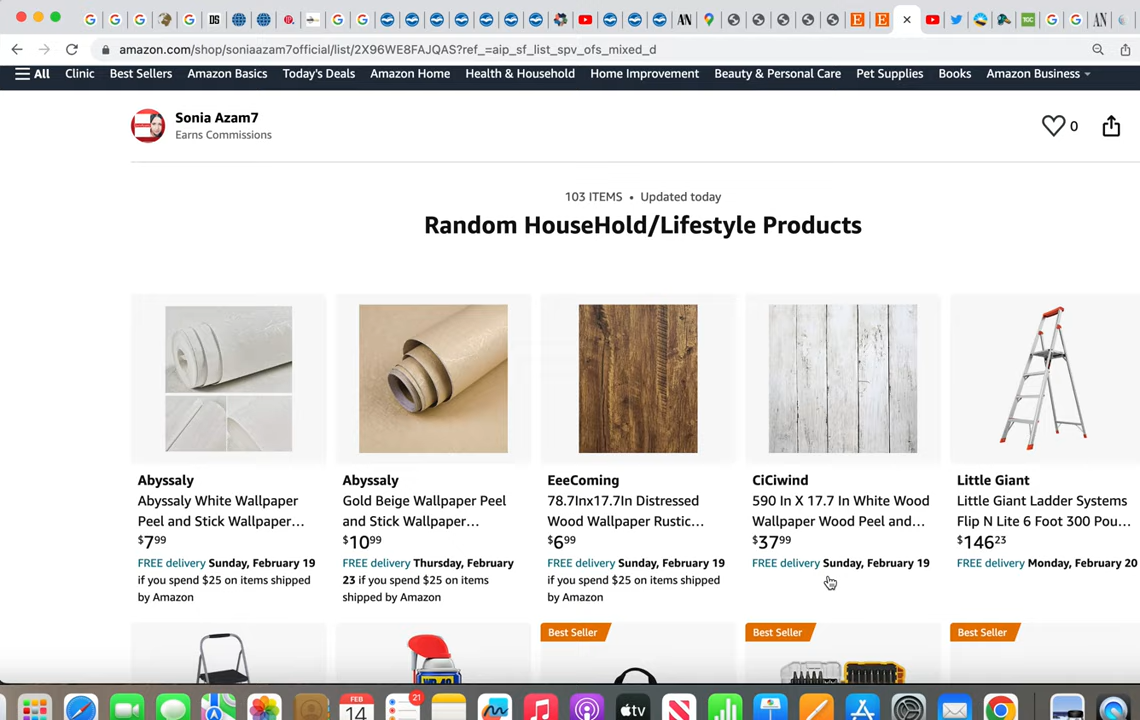 amazon.com/shop/soniaazam7official/list/2X96WE8FAJQAS?ref_=aip_sf_list_spv_ofs_mixed_d
All Clinic Best Sellers Amazon Basics Today's Deals Amazon Home Health & Household Home Improvement Beauty & Personal Care Pet Supplies Books Amazon Business
Sonia Azam7
Earns Commissions
0
103 ITEMS • Updated today
Random HouseHold/Lifestyle Products
Abyssaly
Abyssaly White Wallpaper
Peel and Stick Wallpaper...
$7 99
FREE delivery Sunday, February 19
if you spend $25 on items shipped
by Amazon
Abyssaly
Gold Beige Wallpaper Peel
and Stick Wallpaper...
$10 99
FREE delivery Thursday, February
23 if you spend $25 on items
shipped by Amazon
EeeComing
78.7Inx17.7In Distressed
Wood Wallpaper Rustic...
$6 99
FREE delivery Sunday, February 19
if you spend $25 on items shipped
by Amazon
CiCiwind
590 In X 17.7 In White Wood
Wallpaper Wood Peel and...
$37 99
FREE delivery Sunday, February 19
Little Giant
Little Giant Ladder Systems
Flip N Lite 6 Foot 300 Pou...
$146 23
FREE delivery Monday, February 20
Best Seller
Best Seller
Best Seller
FEB
14
21
tv